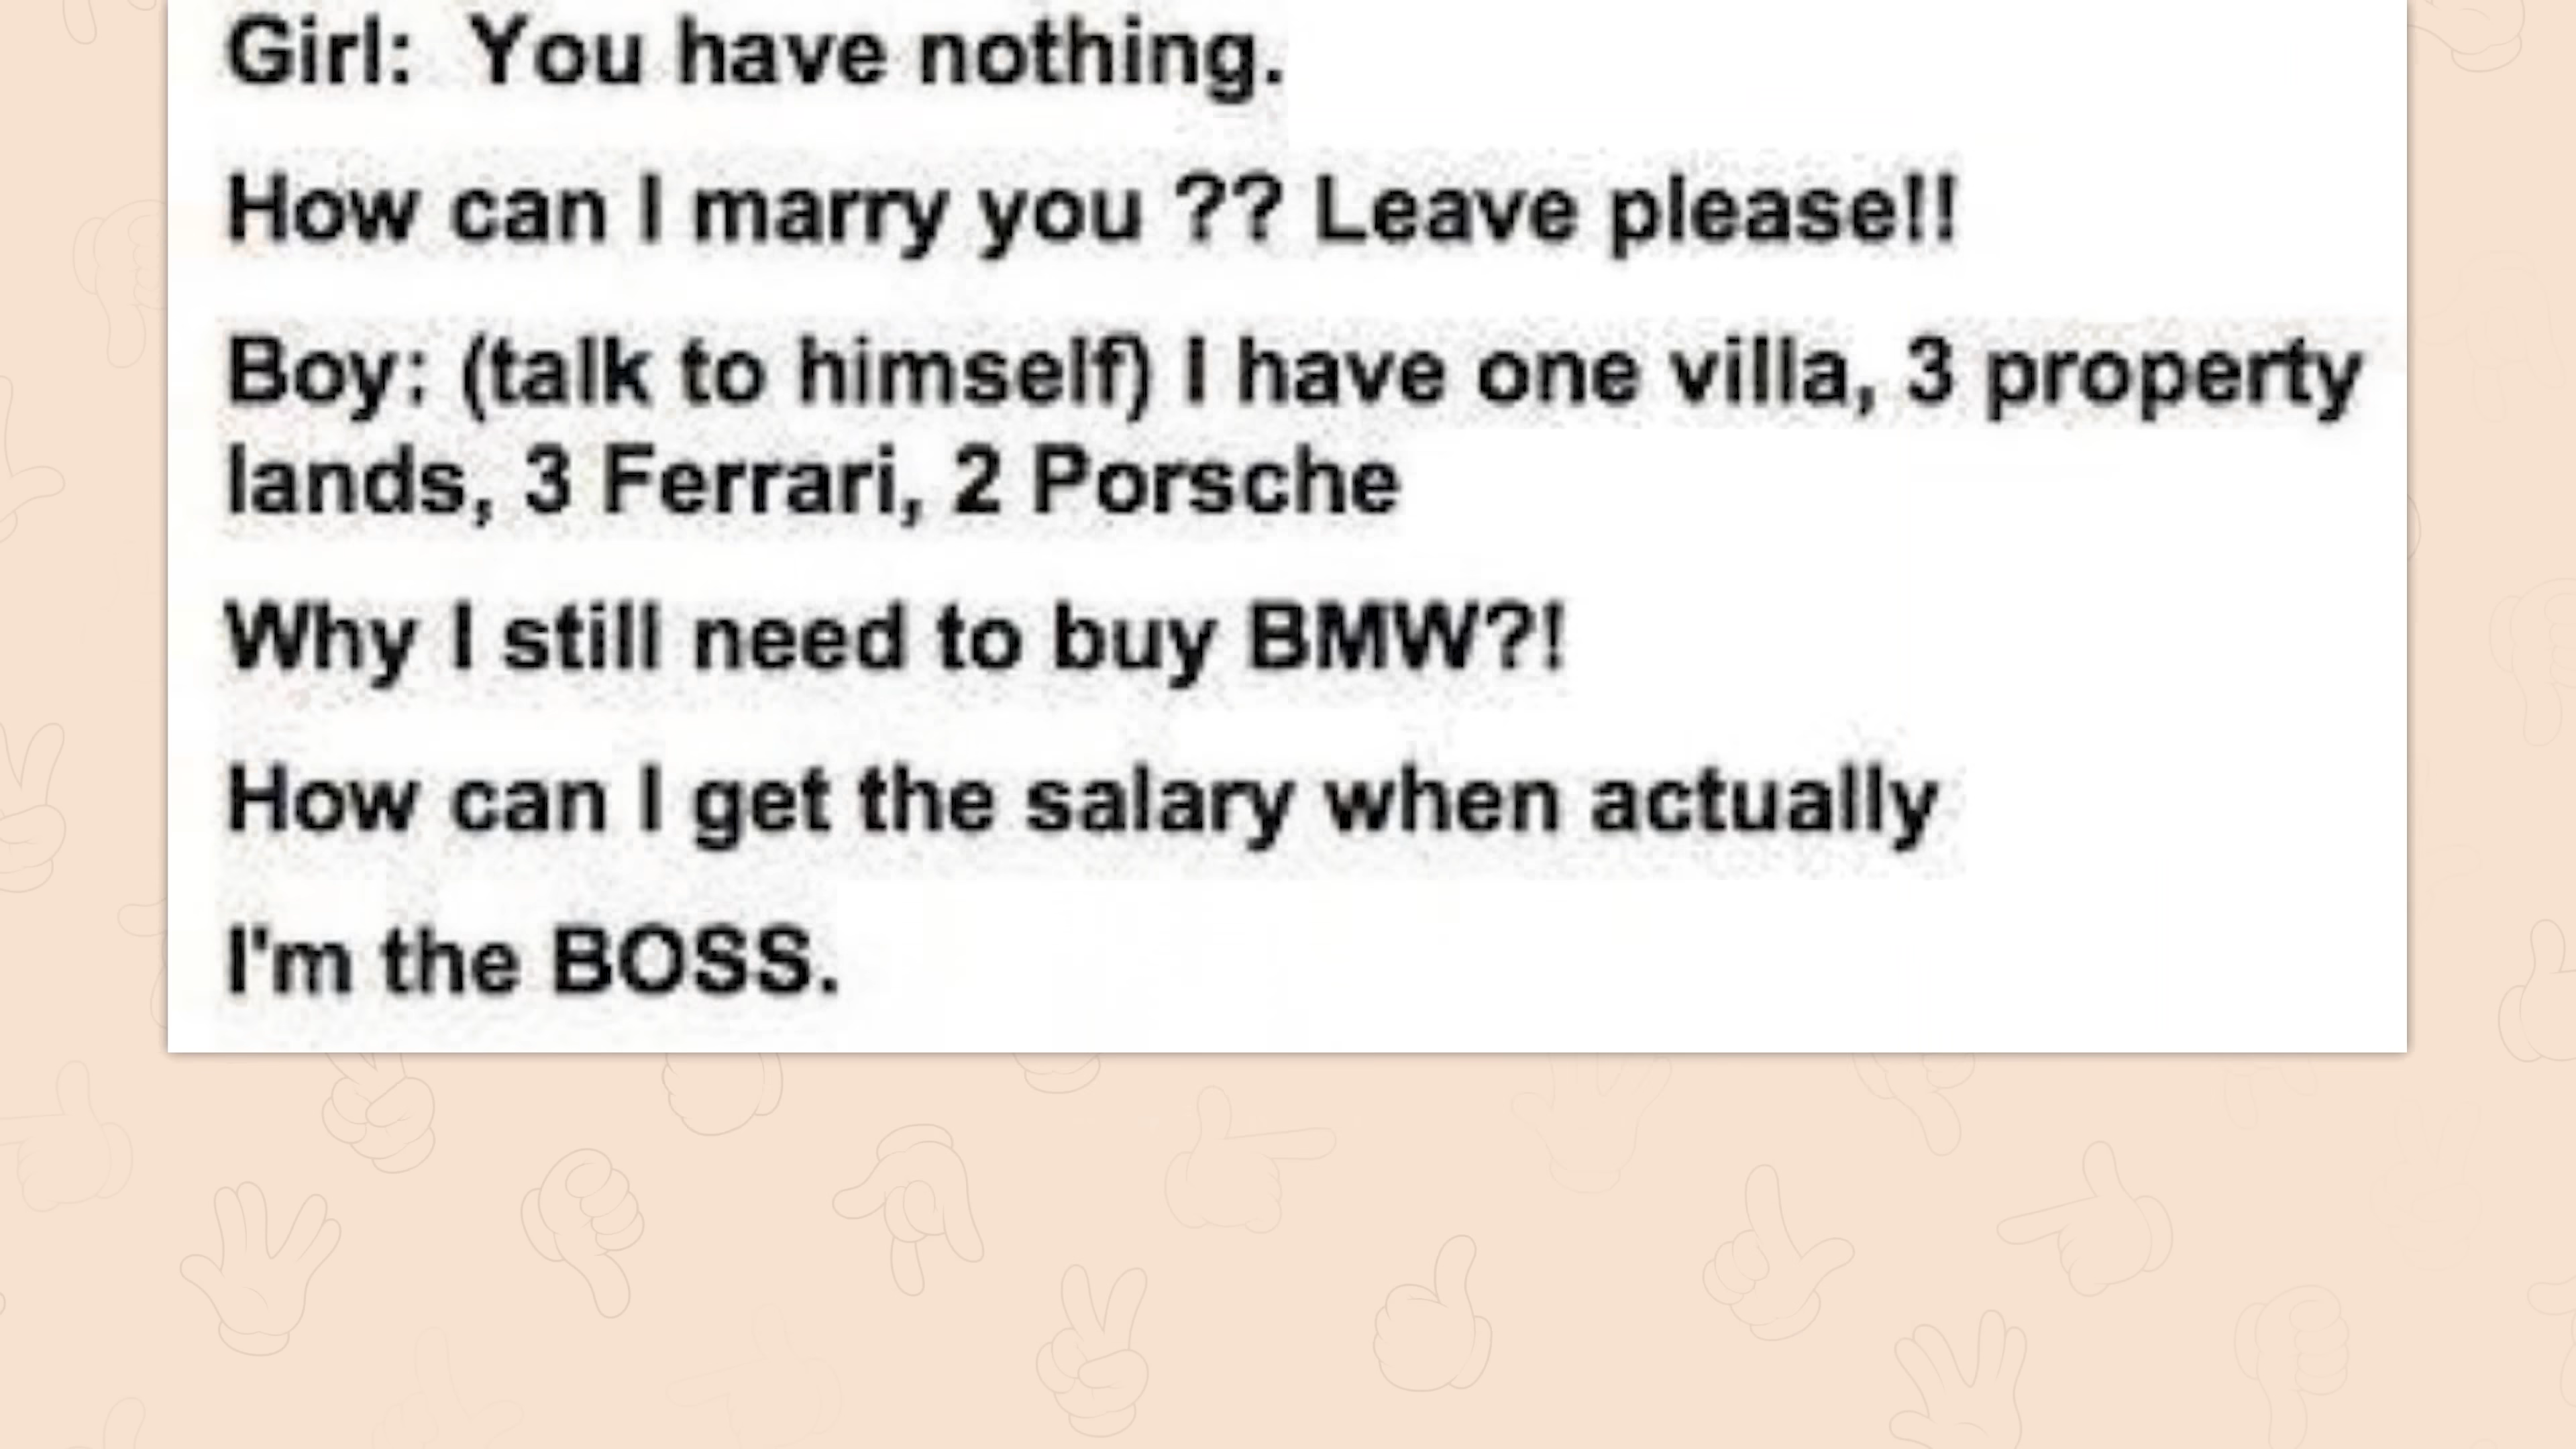 Girl:  You have nothing.
How can I marry you ?? Leave please!!
Boy: (talk to himself) I have one villa, 3 property
lands, 3 Ferrari, 2 Porsche
Why I still need to buy BMW?!
How can I get the salary when actually
I'm the BOSS.